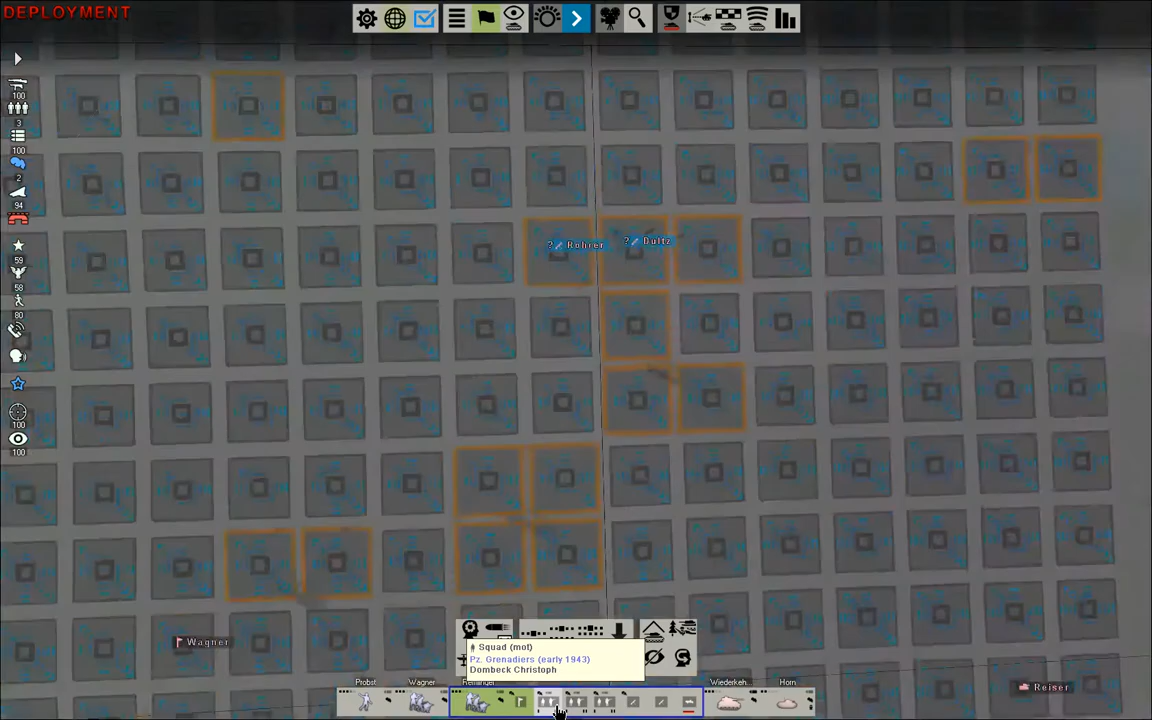 DEPLOYMENT
100
3
100
2
94
59
58
80
100
100
? Rohrer
? Dultz
Wagner
Squad (mot)
Pz. Grenadiers (early 1943)
Dombeck Christoph
Probst
Wagner
Wiederkeh
Horn
Reiser